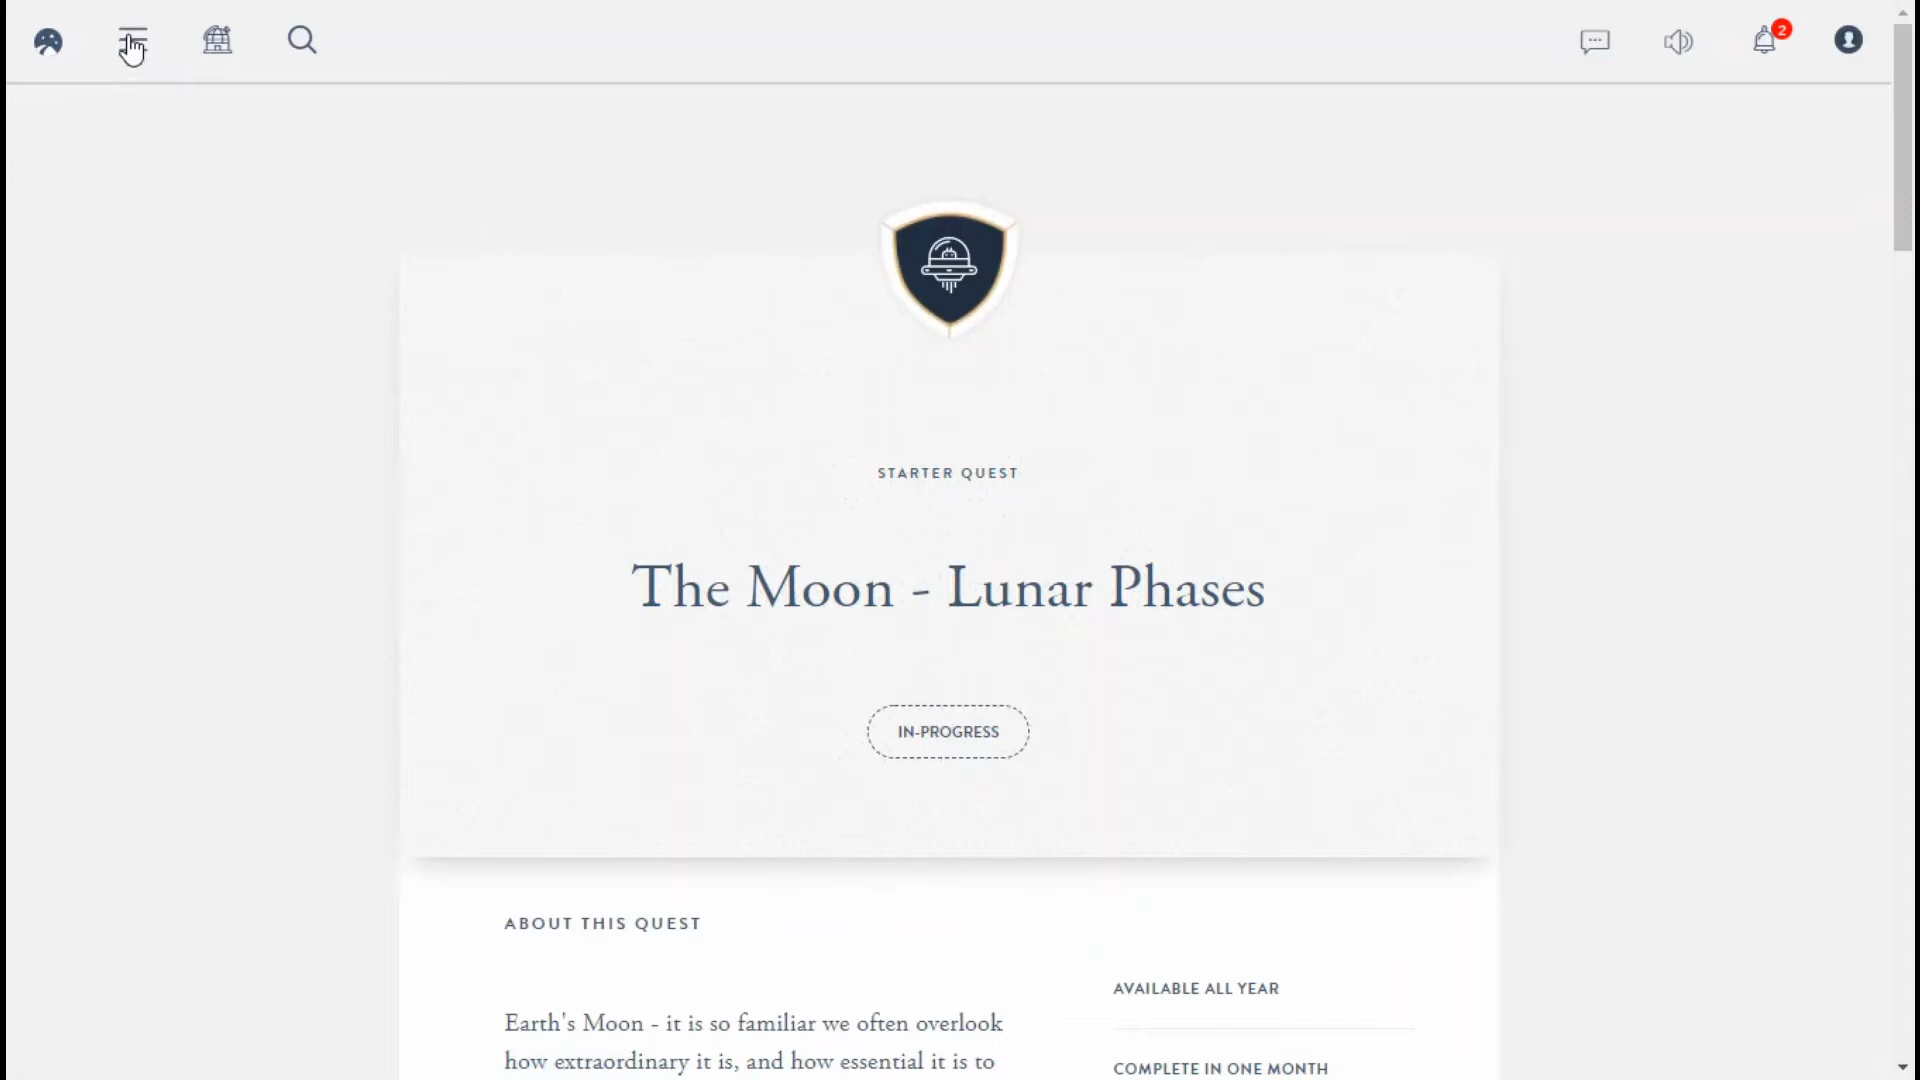 2
STARTER QUEST
The Moon - Lunar Phases
IN-PROGRESS
ABOUT THIS QUEST
AVAILABLE ALL YEAR
Earth's Moon - it is so familiar we often overlook
how extraordinary it is, and how essential it is to
COMPLETE IN ONE MONTH